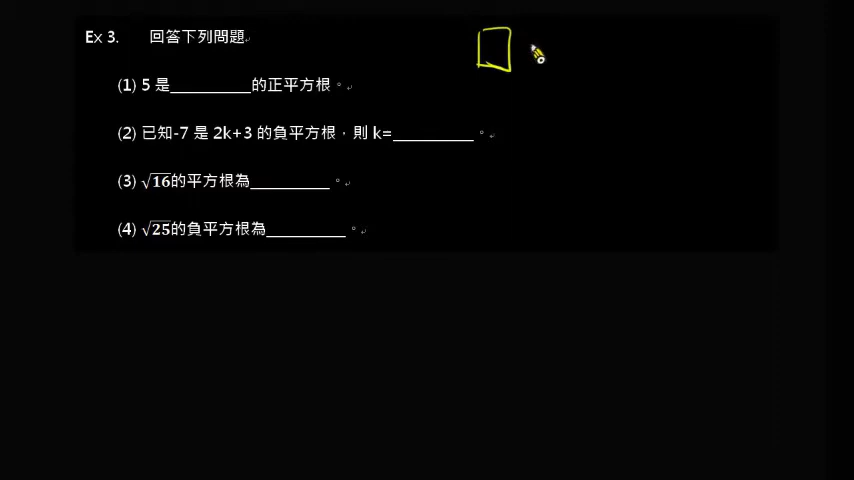 Ex 3. 回答下列問題
(1) 5 是__________的正平方根。
(2) 已知-7 是 2k+3 的負平方根，則 k=__________。
(3) √16的平方根為__________。
(4) √25的負平方根為__________。